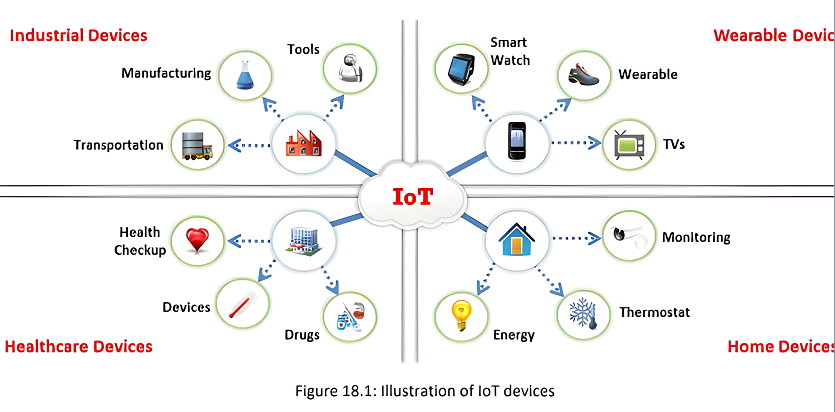 Industrial Devices
Wearable Devic
Tools
Manufacturing
Transportation
Smart
Watch
Wearable
TVs
IoT
Health
Checkup
Devices
Drugs
Monitoring
Thermostat
Energy
Healthcare Devices
Home Devices
Figure 18.1: Illustration of IoT devices